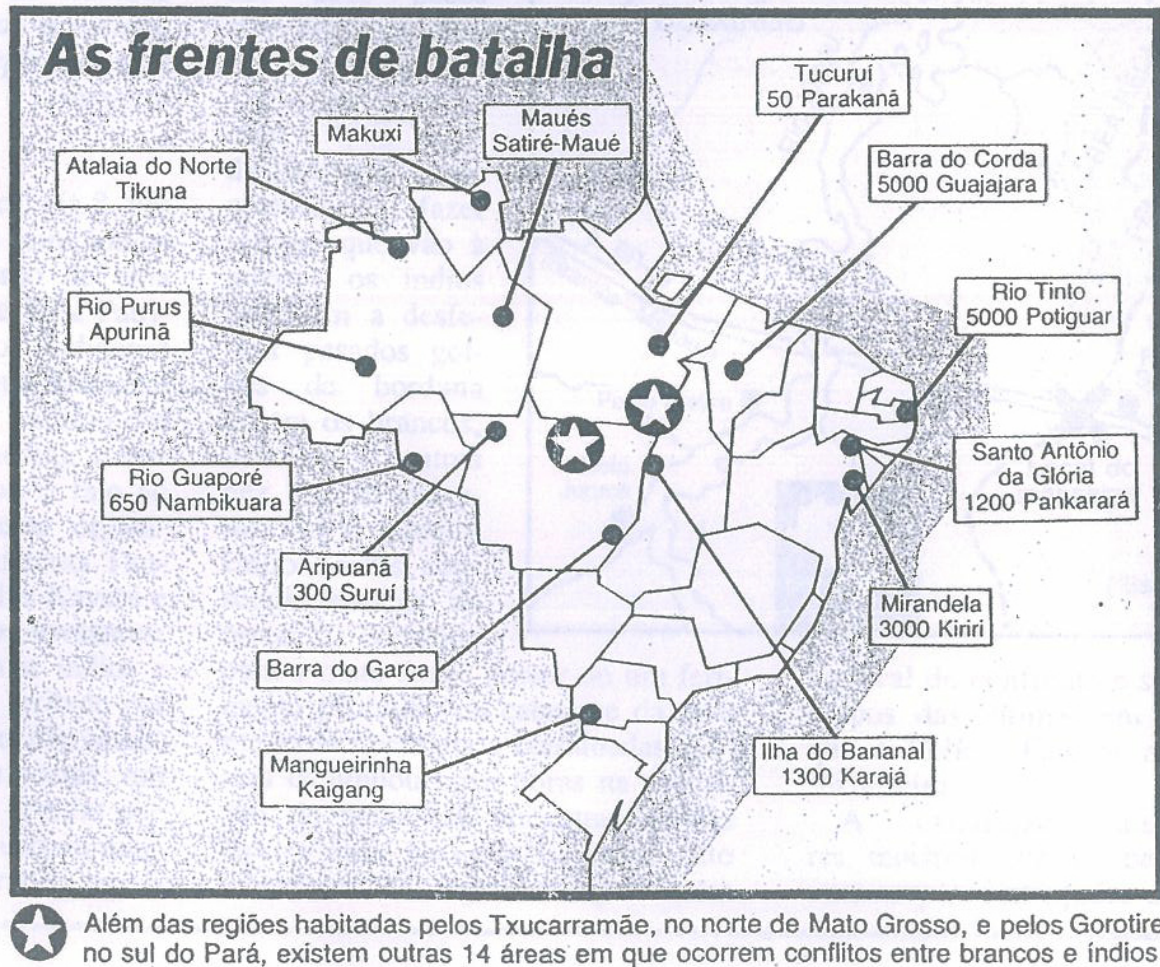 As frentes de batalha
Tucuruí
50 Parakanã
Maués
Satiré-Maué
Makuxi
Atalaia do Norte
Tikuna
Barra do Corda
5000 Guajajara
Rio Purus
Apurinã
Rio Tinto
5000 Potiguar
Rio Guaporé
650 Nambikuara
Santo Antônio
da Glória
1200 Pankarará
Aripuanã
300 Suruí
Mirandela
3000 Kiriri
Barra do Garça
Ilha do Bananal
1300 Karajá
Mangueirinha
Kaigang
Além das regiões habitadas pelos Txucarramãe, no norte de Mato Grosso, e pelos Gorotire
no sul do Pará, existem outras 14 áreas em que ocorrem conflitos entre brancos e índios